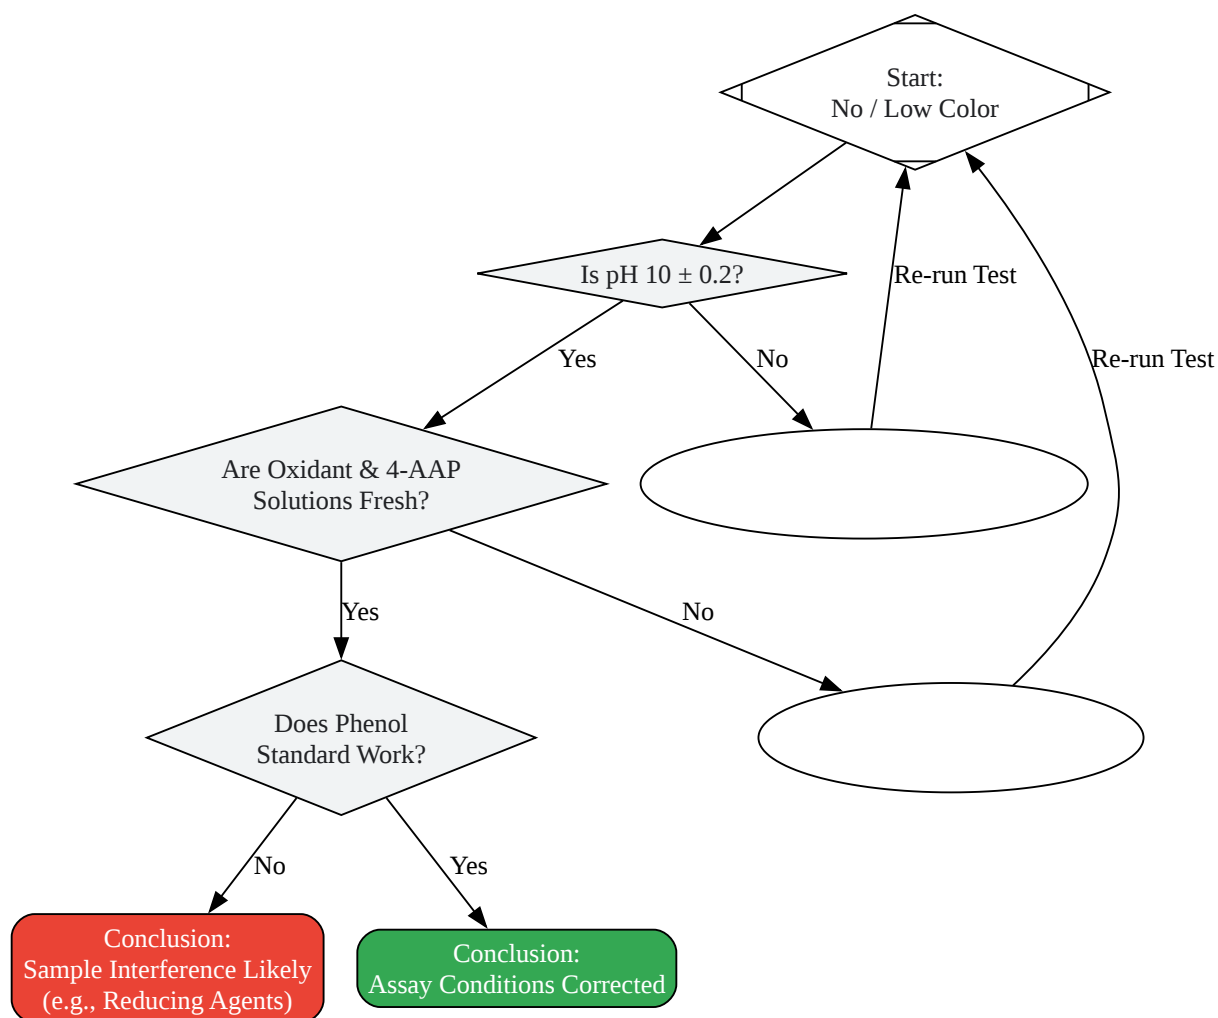 Start:
No / Low Color
Is pH 10 ± 0.2?
Re-run Test
Yes
No
Re-run Test
Are Oxidant & 4-AAP
Solutions Fresh?
Yes
No
Does Phenol
Standard Work?
No
Yes
Conclusion:
Sample Interference Likely
(e.g., Reducing Agents)
Conclusion:
Assay Conditions Corrected